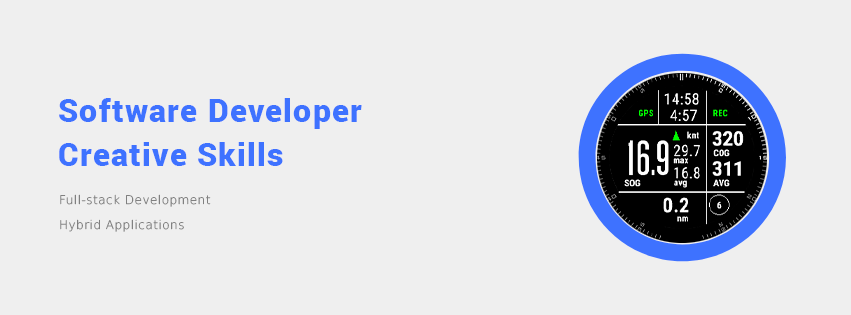 Software Developer
Creative Skills
Full-stack Development
Hybrid Applications
14:58
GPS
4:57
REC
knt
320
COG
16.9
29.7
max
311
16.8
SOG
avg
AVG
0.2
6
nm